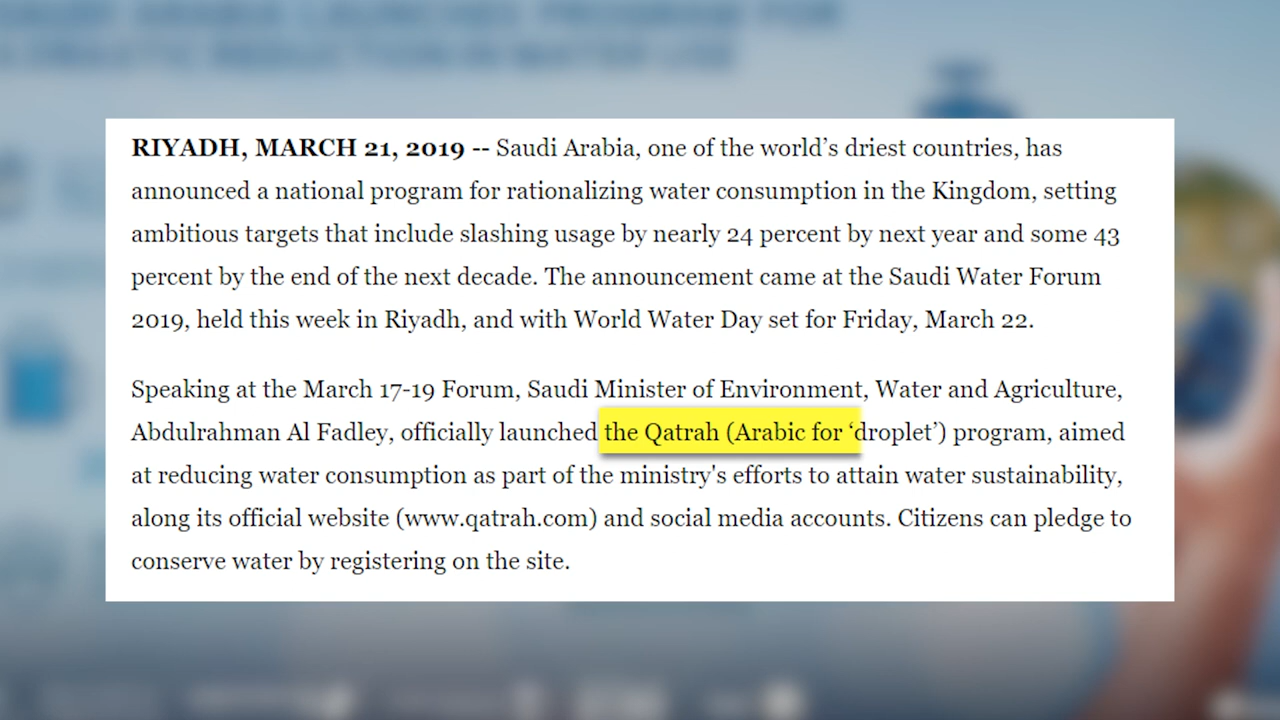 RIYADH, MARCH 21, 2019 -- Saudi Arabia, one of the world’s driest countries, has
announced a national program for rationalizing water consumption in the Kingdom, setting
ambitious targets that include slashing usage by nearly 24 percent by next year and some 43
percent by the end of the next decade. The announcement came at the Saudi Water Forum
2019, held this week in Riyadh, and with World Water Day set for Friday, March 22.
Speaking at the March 17-19 Forum, Saudi Minister of Environment, Water and Agriculture,
Abdulrahman Al Fadley, officially launched the Qatrah (Arabic for ‘droplet’) program, aimed
at reducing water consumption as part of the ministry's efforts to attain water sustainability,
along its official website (www.qatrah.com) and social media accounts. Citizens can pledge to
conserve water by registering on the site.